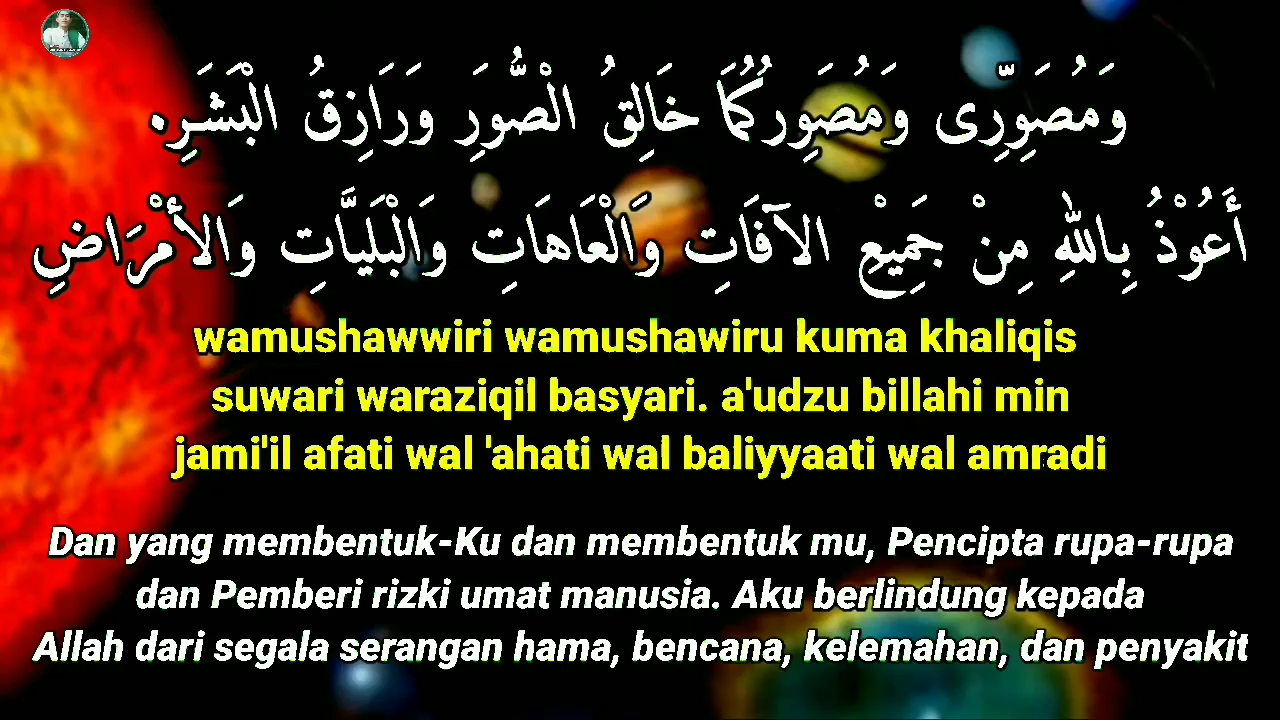 وَمُصَوِّرِّى وَمُصَوِرُكُمَا خَالِقُ الْصُّوَرِ وَرَازِقُ الْبَشَرِ.
أَعُوْذُ بِاللهِ مِنْ جَمِيْعِ الآفَاتِ وَالْعَاهَاتِ وَالْبَلَيَّاتِ وَالأَمْرَاضِ
wamushawwiri wamushawiru kuma khaliqis
suwari waraziqil basyari. a'udzu billahi min
jami'il afati wal 'ahati wal baliyyaati wal amradi
Dan yang membentuk-Ku dan membentuk mu, Pencipta rupa-rupa
dan Pemberi rizki umat manusia. Aku berlindung kepada
Allah dari segala serangan hama, bencana, kelemahan, dan penyakit